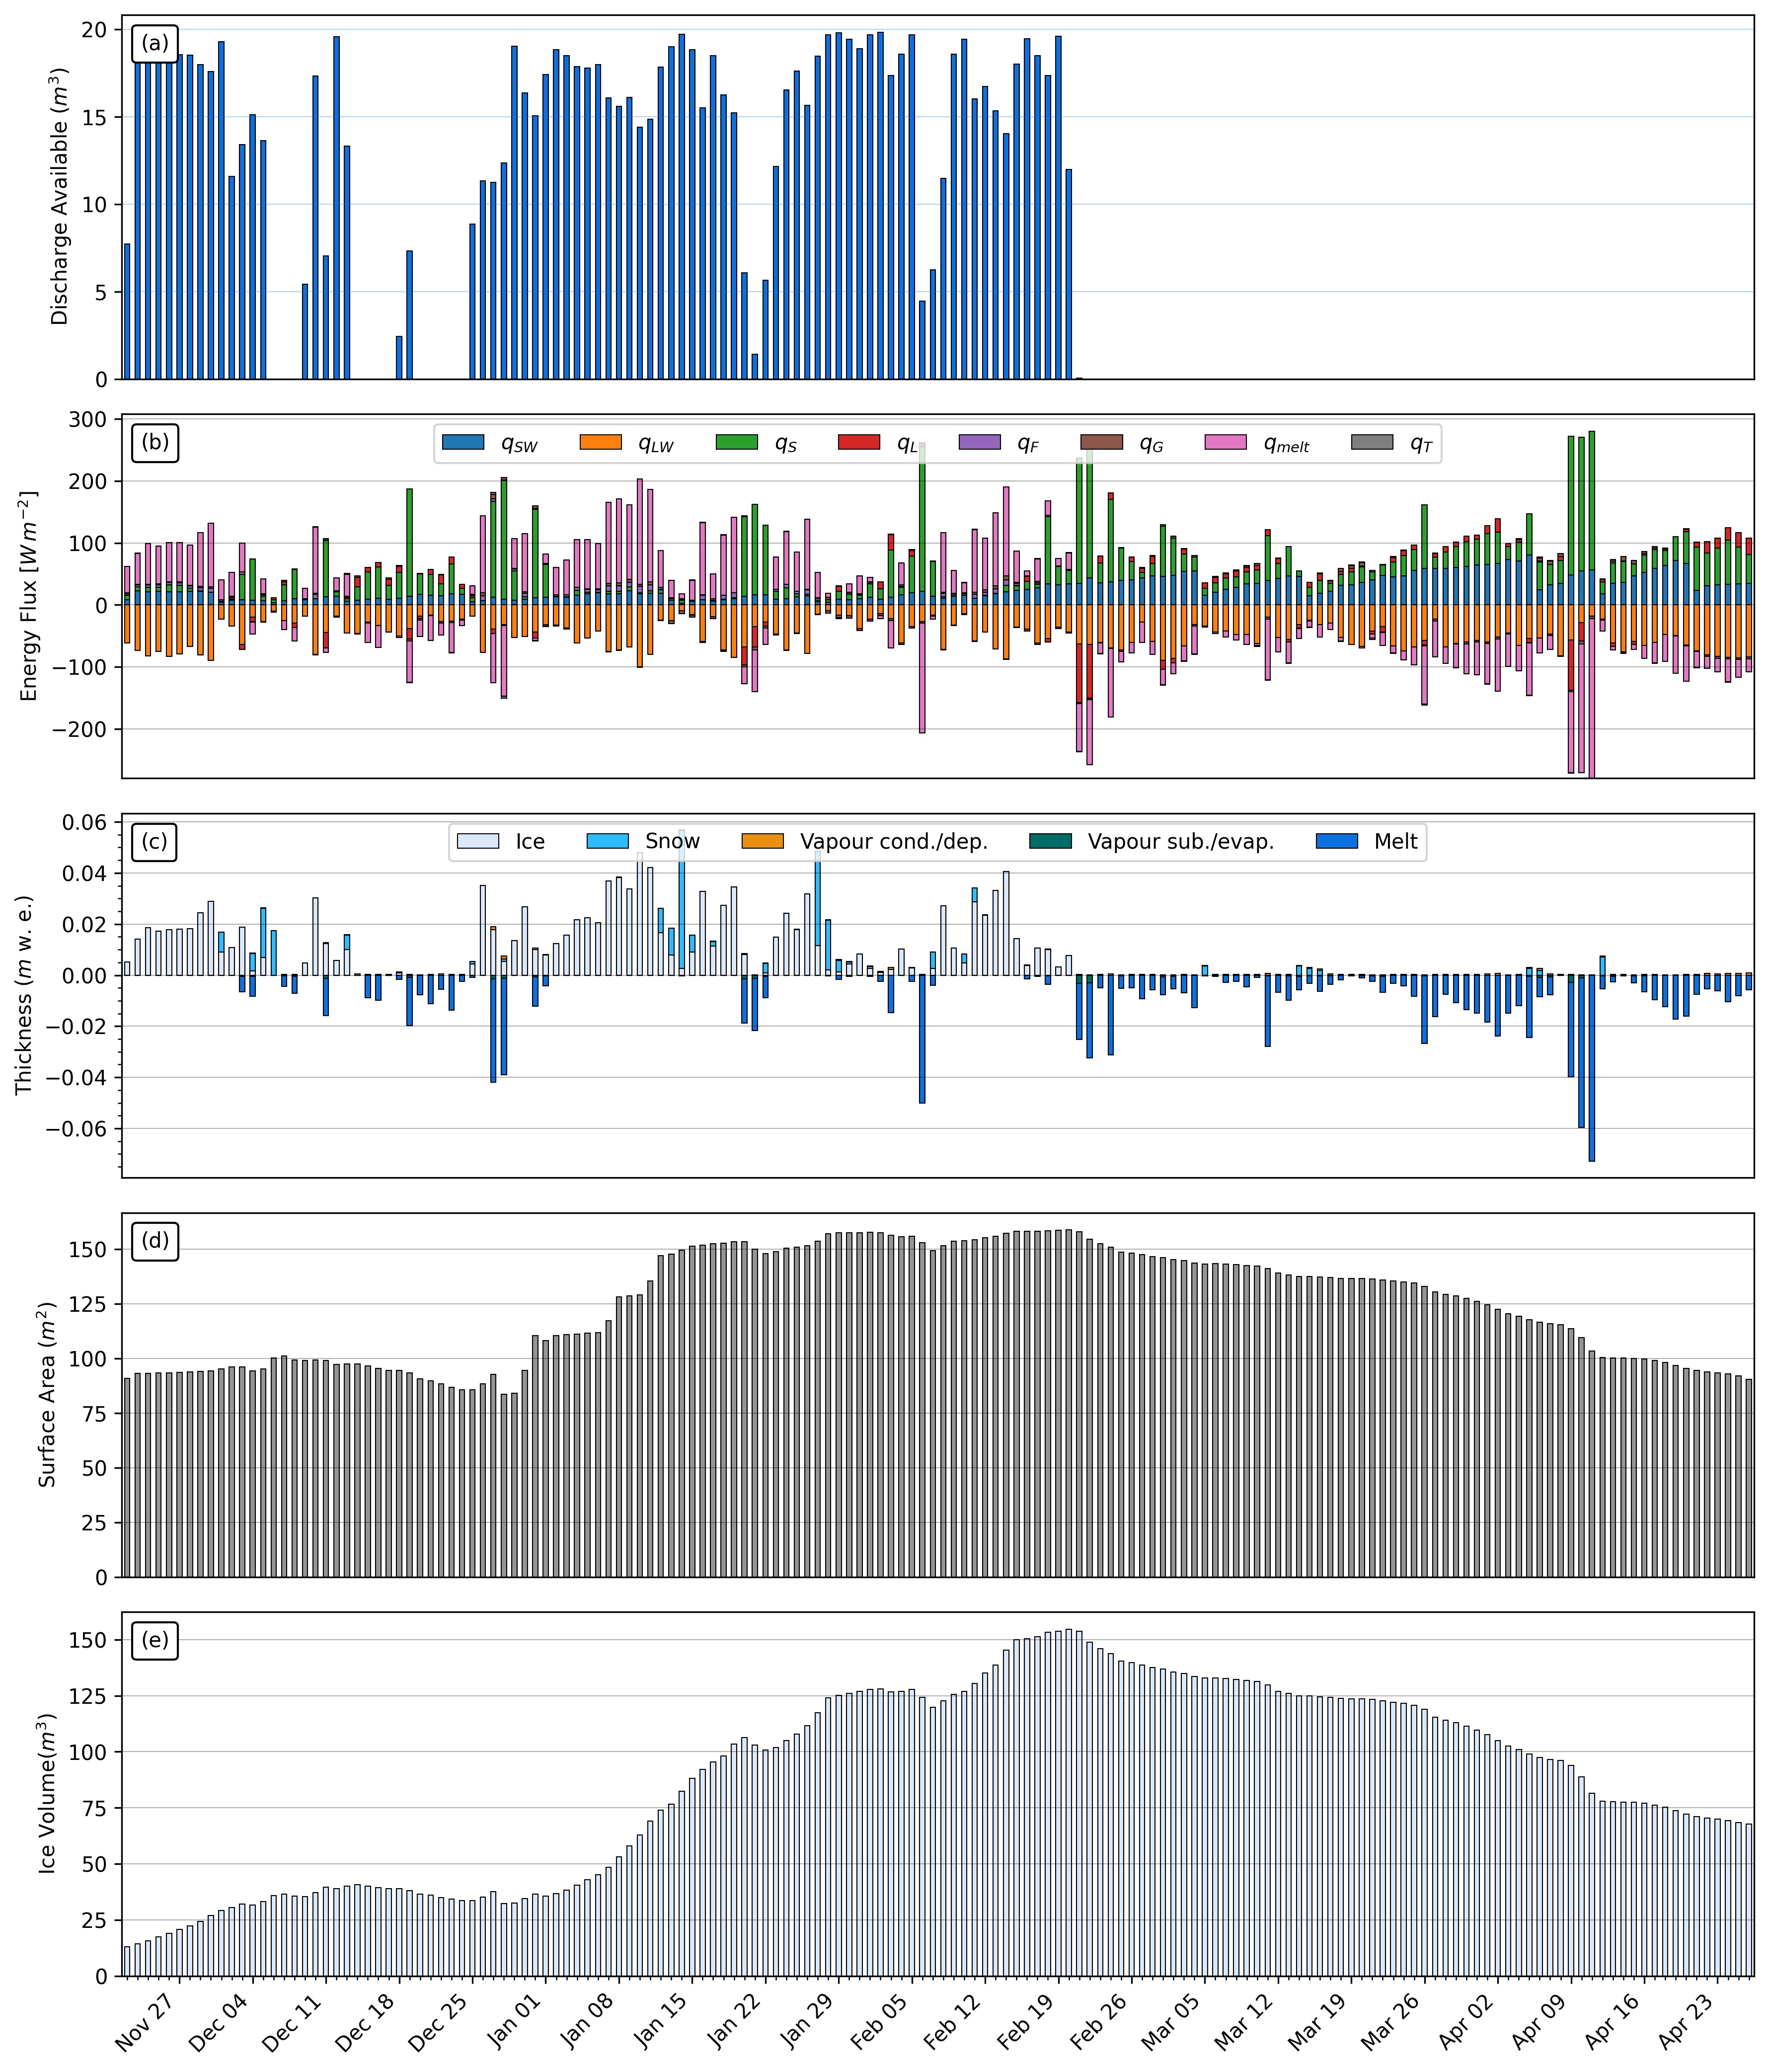 (a)
Discharge Available (m³)
20
15
10
5
0
(b)
q_SW q_LW q_S q_L q_F q_G q_melt q_T
Energy Flux [W m⁻²]
300
200
100
0
−100
−200
(c)
Ice Snow Vapour cond./dep. Vapour sub./evap. Melt
Thickness (m w. e.)
0.06
0.04
0.02
0.00
−0.02
−0.04
−0.06
(d)
Surface Area (m²)
150
125
100
75
50
25
0
(e)
Ice Volume(m³)
150
125
100
75
50
25
0
Nov 27 Dec 04 Dec 11 Dec 18 Dec 25 Jan 01 Jan 08 Jan 15 Jan 22 Jan 29 Feb 05 Feb 12 Feb 19 Feb 26 Mar 05 Mar 12 Mar 19 Mar 26 Apr 02 Apr 09 Apr 16 Apr 23